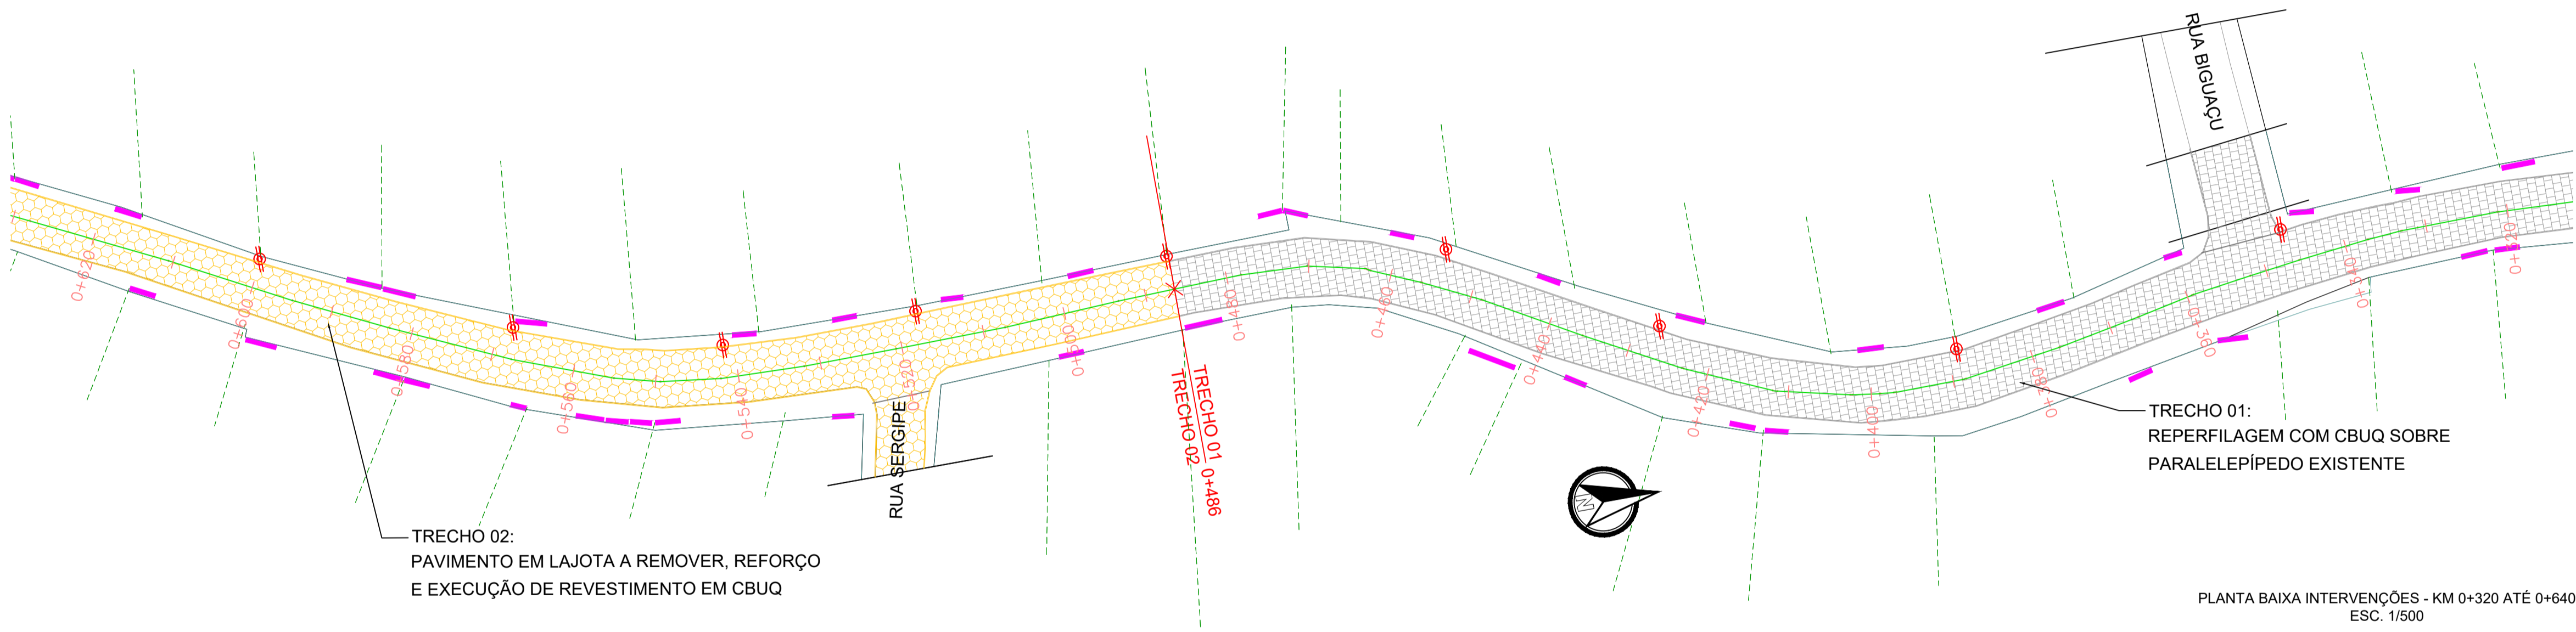 RUA BIGUAÇU
0+620
0+600
0+580
0+560
0+540
0+520
0+500
0+480
0+460
0+440
0+420
0+400
0+380
0+360
0+340
0+320
RUA SERGIPE
TRECHO 01
0+486
TRECHO 02
TRECHO 01:
REPERFILAGEM COM CBUQ SOBRE
PARALELEPÍPEDO EXISTENTE
N
TRECHO 02:
PAVIMENTO EM LAJOTA A REMOVER, REFORÇO
E EXECUÇÃO DE REVESTIMENTO EM CBUQ
PLANTA BAIXA INTERVENÇÕES - KM 0+320 ATÉ 0+640
ESC. 1/500